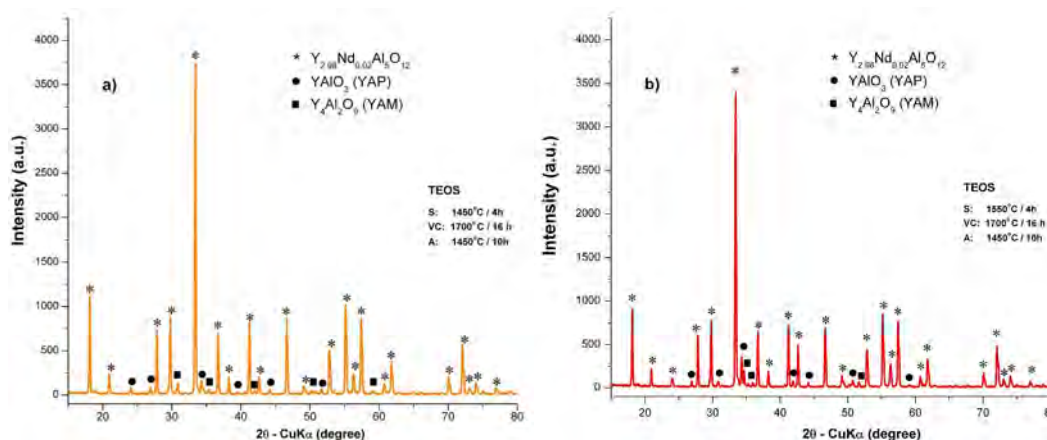 a)
* Y2.98Nd0.02Al5O12
● YAlO3 (YAP)
■ Y4Al2O9 (YAM)
TEOS
S: 1450°C / 4h
VC: 1700°C / 16 h
A: 1450°C / 10h
Intensity (a.u.)
4000
3500
3000
2500
2000
1500
1000
500
0
20 30 40 50 60 70 80
2θ - CuKα (degree)
b)
* Y2.98Nd0.02Al5O12
● YAlO3 (YAP)
■ Y4Al2O9 (YAM)
TEOS
S: 1550°C / 4h
VC: 1700°C / 16 h
A: 1450°C / 10h
Intensity (a.u.)
4000
3500
3000
2500
2000
1500
1000
500
0
20 30 40 50 60 70 80
2θ - CuKα (degree)